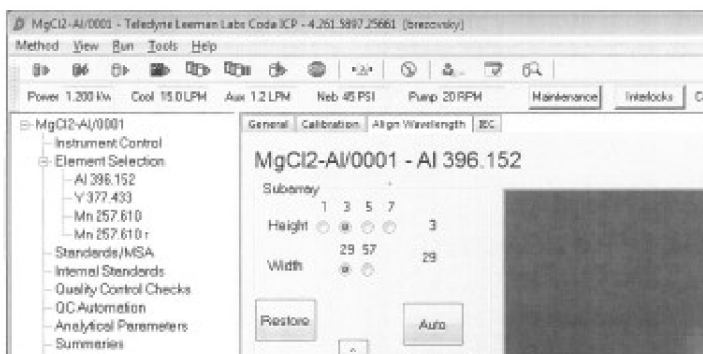 MgCl2-Al/0001 - Teledyne Leeman Labs Coda ICP - 4.261.5897.25661 (brezovsky)
Method View Run Tools Help
Power 1.200 kw Cool 15.0 LPM Aux 1.2 LPM Neb 45 PSI Pump 20 RPM Maintenance Interlocks C
MgCl2-Al/0001
Instrument Control
Element Selection
Al 396.152
Y 377.433
Mn 257.610
Mn 257.610 r
Standards/MSA
Internal Standards
Quality Control Checks
QC Automation
Analytical Parameters
Summaries
General Calibration Align Wavelength IEC
MgCl2-Al/0001 - Al 396.152
Subarray
1 3 5 7
Height 3
29 57
Width 29
Restore Auto